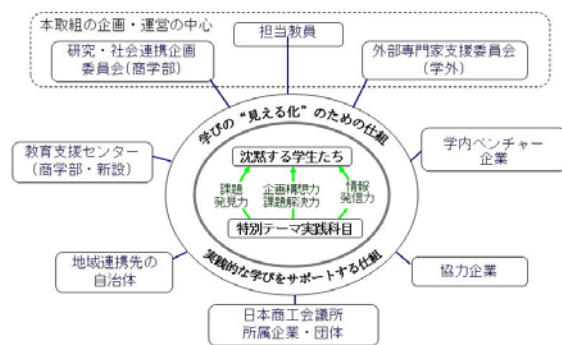 本取組の企画・運営の中心
担当教員
研究・社会連携企画
委員会(商学部)
外部専門家支援委員会
(学外)
学びの“見える化”のための仕組
教育支援センター
(商学部・新設)
学内ベンチャー
企業
沈黙する学生たち
課題
発見力
企画構想力
課題解決力
情報
発信力
特別テーマ実践科目
実践的な学びをサポートする仕組
地域連携先の
自治体
協力企業
日本商工会議所
所属企業・団体